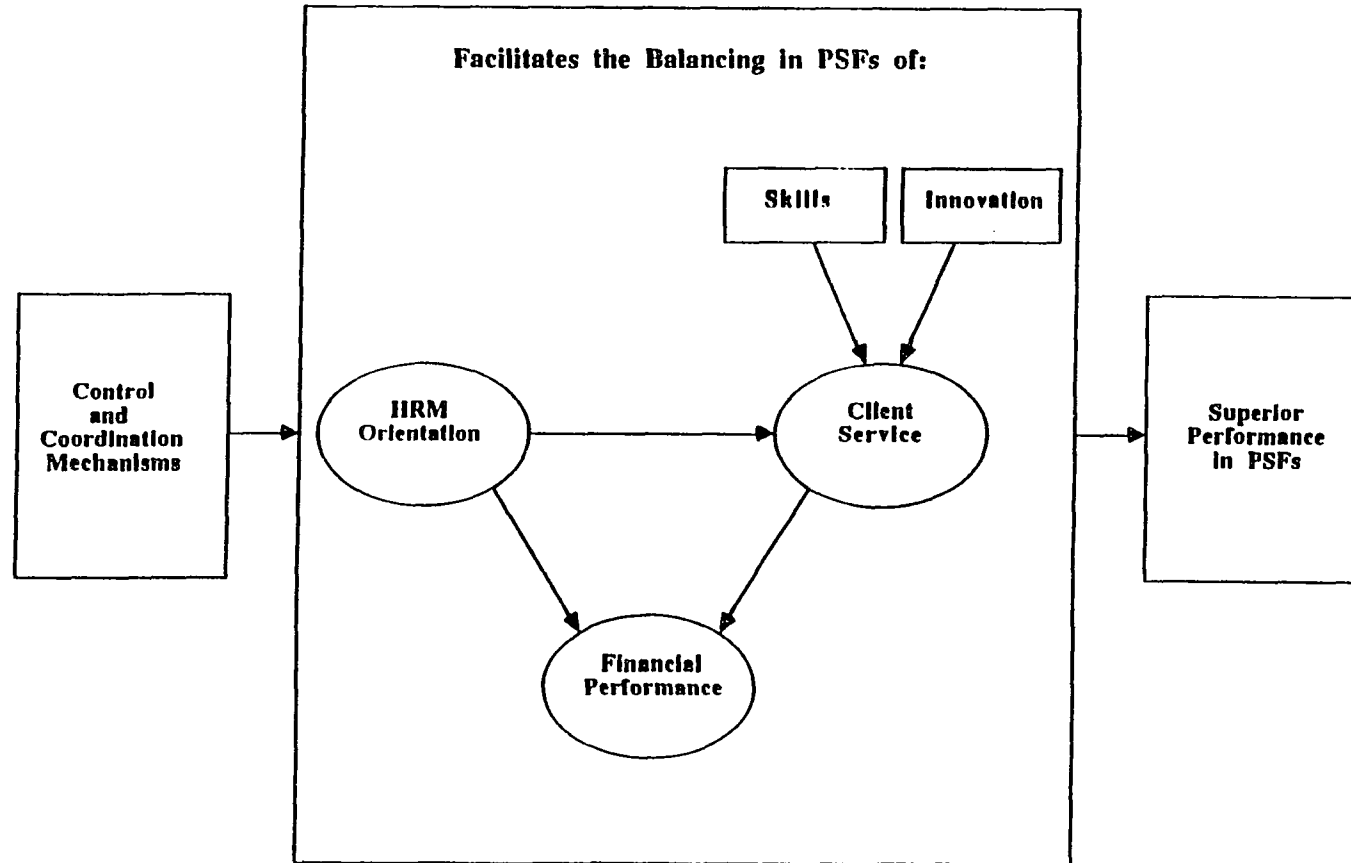 Facilitates the Balancing in PSFs of:
Skills
Innovation
Control
and
Coordination
Mechanisms
HRM
Orientation
Client
Service
Superior
Performance
in PSFs
Financial
Performance